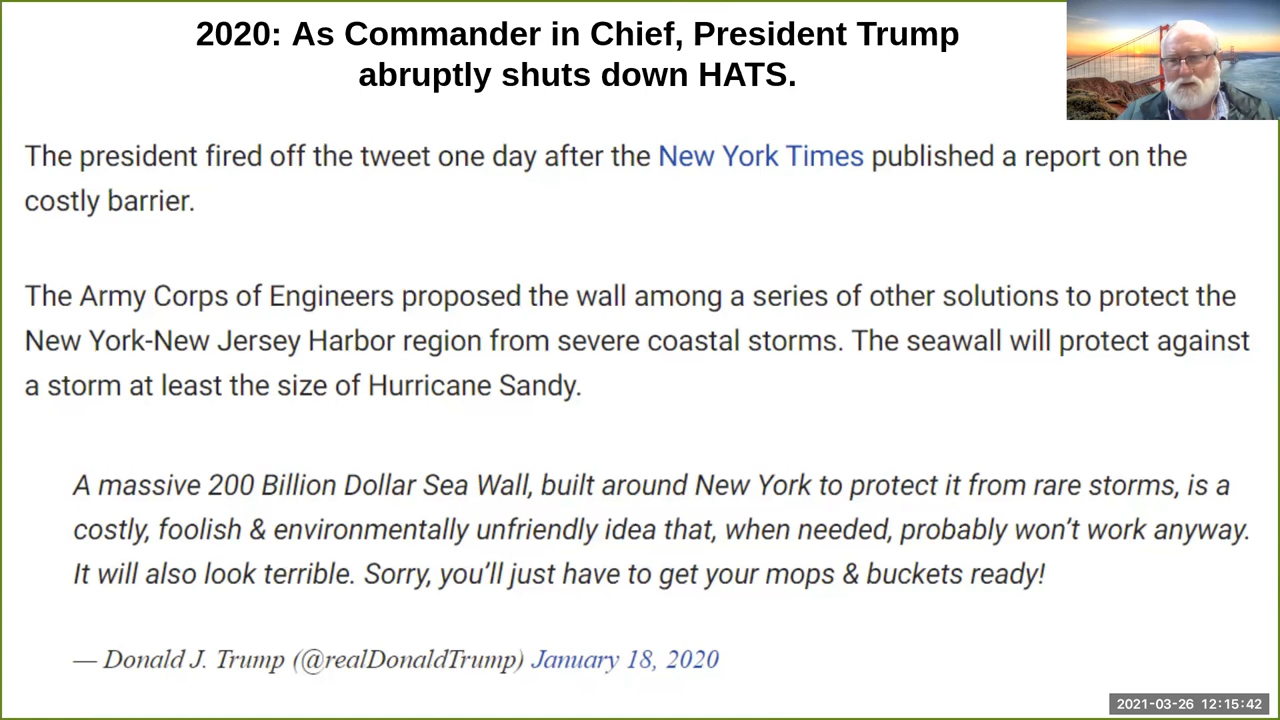 2020: As Commander in Chief, President Trump
abruptly shuts down HATS.
The president fired off the tweet one day after the New York Times published a report on the
costly barrier.
The Army Corps of Engineers proposed the wall among a series of other solutions to protect the
New York-New Jersey Harbor region from severe coastal storms. The seawall will protect against
a storm at least the size of Hurricane Sandy.
A massive 200 Billion Dollar Sea Wall, built around New York to protect it from rare storms, is a
costly, foolish & environmentally unfriendly idea that, when needed, probably won’t work anyway.
It will also look terrible. Sorry, you’ll just have to get your mops & buckets ready!
— Donald J. Trump (@realDonaldTrump) January 18, 2020
2021-03-26 12:15:42